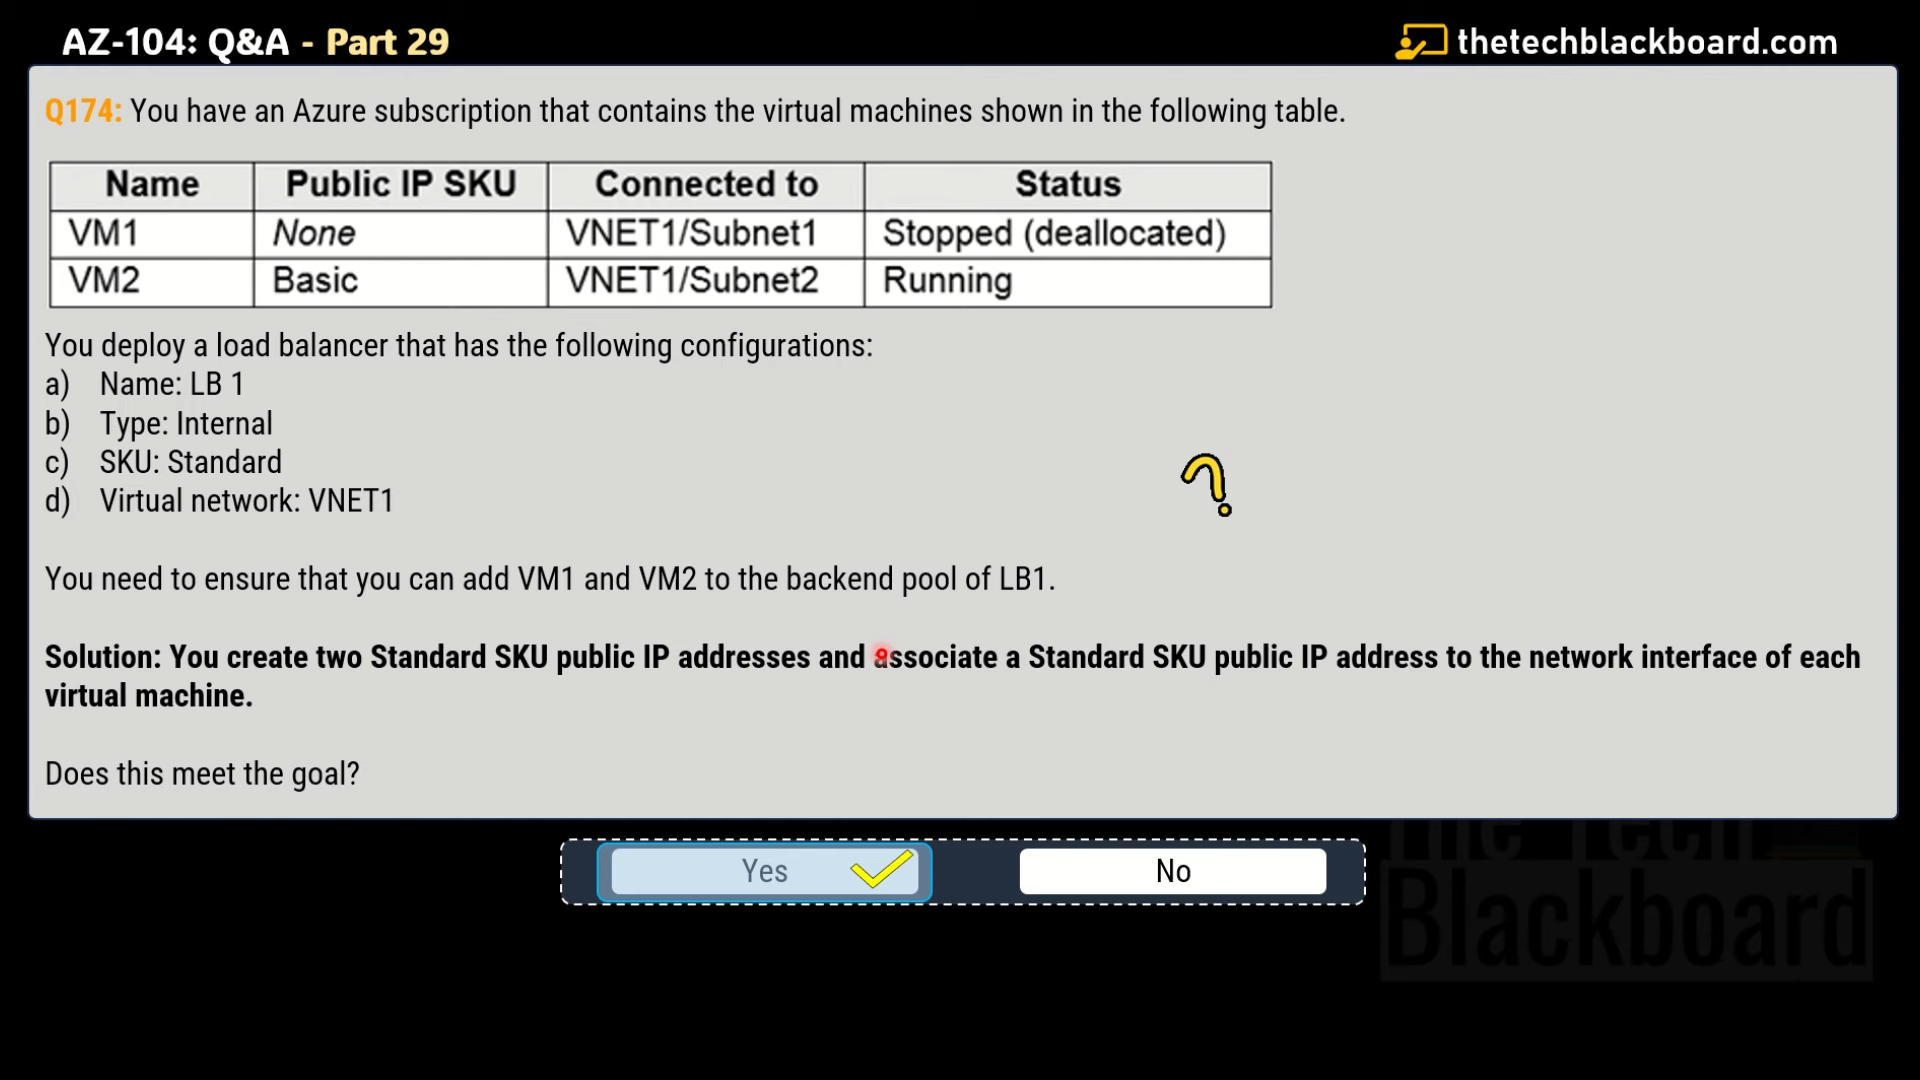 AZ-104: Q&A - Part 29
thetechblackboard.com
Q174: You have an Azure subscription that contains the virtual machines shown in the following table.
Name Public IP SKU Connected to Status
VM1 None VNET1/Subnet1 Stopped (deallocated)
VM2 Basic VNET1/Subnet2 Running
You deploy a load balancer that has the following configurations:
a) Name: LB 1
b) Type: Internal
c) SKU: Standard
d) Virtual network: VNET1
?
You need to ensure that you can add VM1 and VM2 to the backend pool of LB1.
Solution: You create two Standard SKU public IP addresses and associate a Standard SKU public IP address to the network interface of each
virtual machine.
Does this meet the goal?
Yes No
The Tech
Blackboard